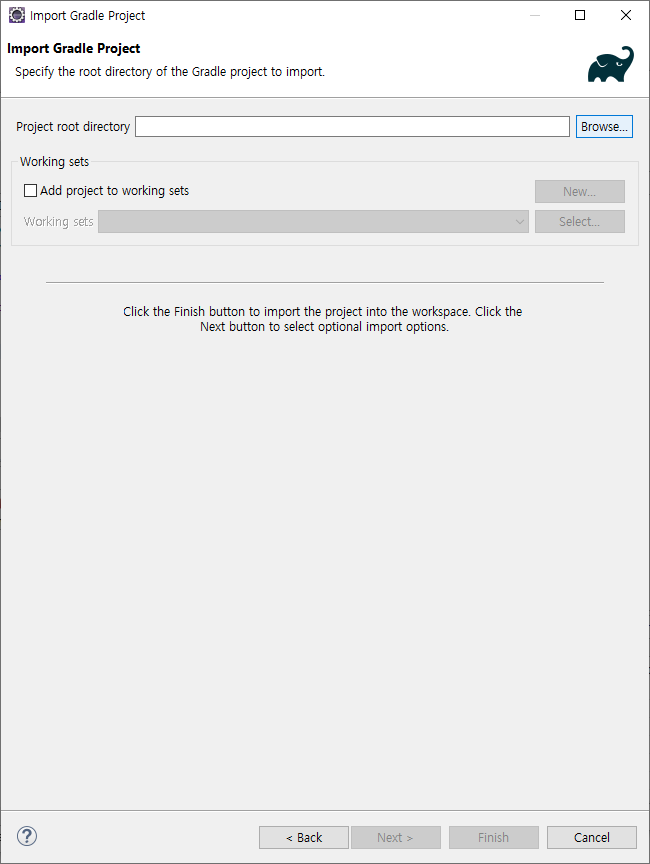 Import Gradle Project
Import Gradle Project
Specify the root directory of the Gradle project to import.
Project root directory
Browse...
Working sets
Add project to working sets
New...
Working sets
Select...
Click the Finish button to import the project into the workspace. Click the
Next button to select optional import options.
?
< Back
Next >
Finish
Cancel